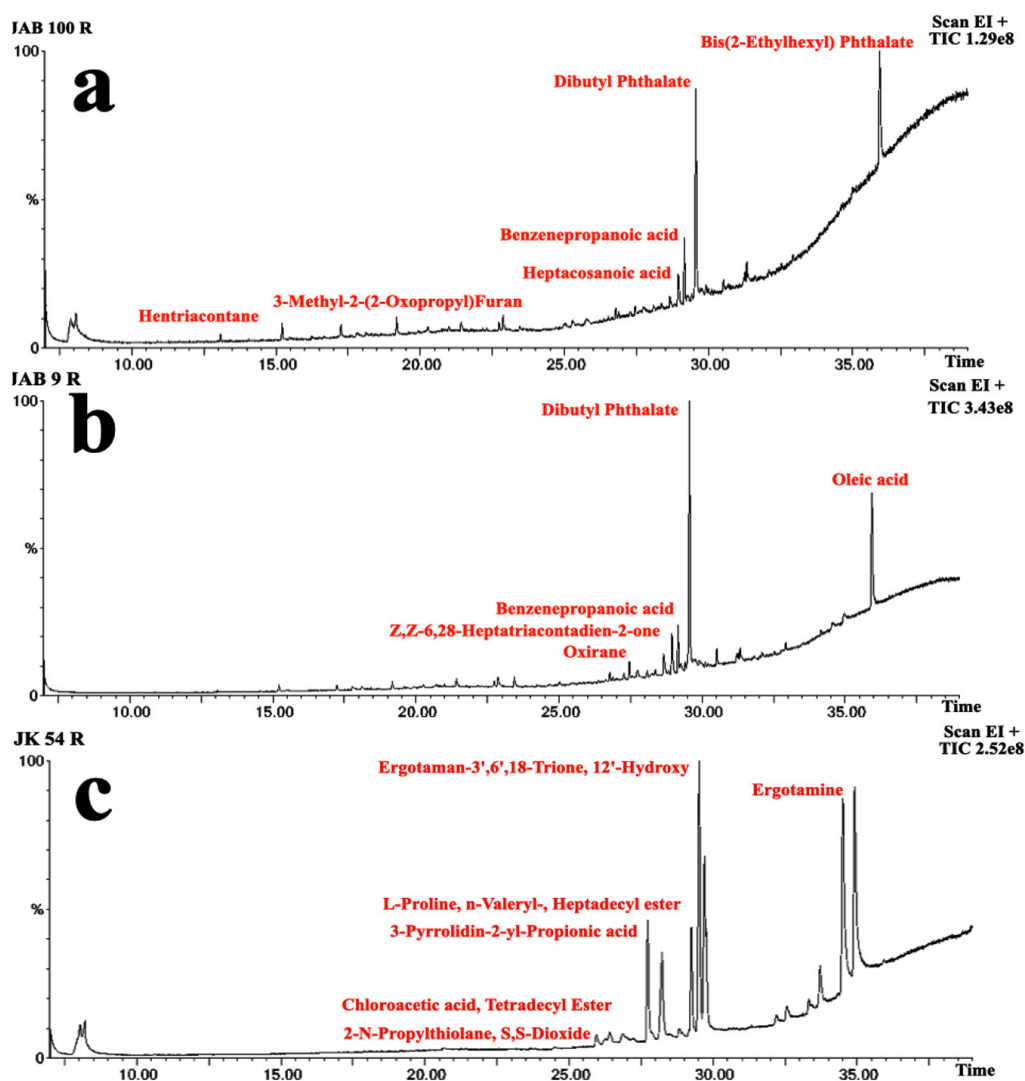 JAB 100 R
Scan EI +
TIC 1.29e8
a
100
%
0
Bis(2-Ethylhexyl) Phthalate
Dibutyl Phthalate
Benzenepropanoic acid
Heptacosanoic acid
3-Methyl-2-(2-Oxopropyl)Furan
Hentriacontane
10.00 15.00 20.00 25.00 30.00 35.00
Time
JAB 9 R
Scan EI +
TIC 3.43e8
b
100
%
0
Dibutyl Phthalate
Oleic acid
Benzenepropanoic acid
Z,Z-6,28-Heptatriacontadien-2-one
Oxirane
10.00 15.00 20.00 25.00 30.00 35.00
Time
JK 54 R
Scan EI +
TIC 2.52e8
c
100
%
0
Ergotaman-3',6',18-Trione, 12'-Hydroxy
Ergotamine
L-Proline, n-Valeryl-, Heptadecyl ester
3-Pyrrolidin-2-yl-Propionic acid
Chloroacetic acid, Tetradecyl Ester
2-N-Propylthiolane, S,S-Dioxide
10.00 15.00 20.00 25.00 30.00 35.00
Time